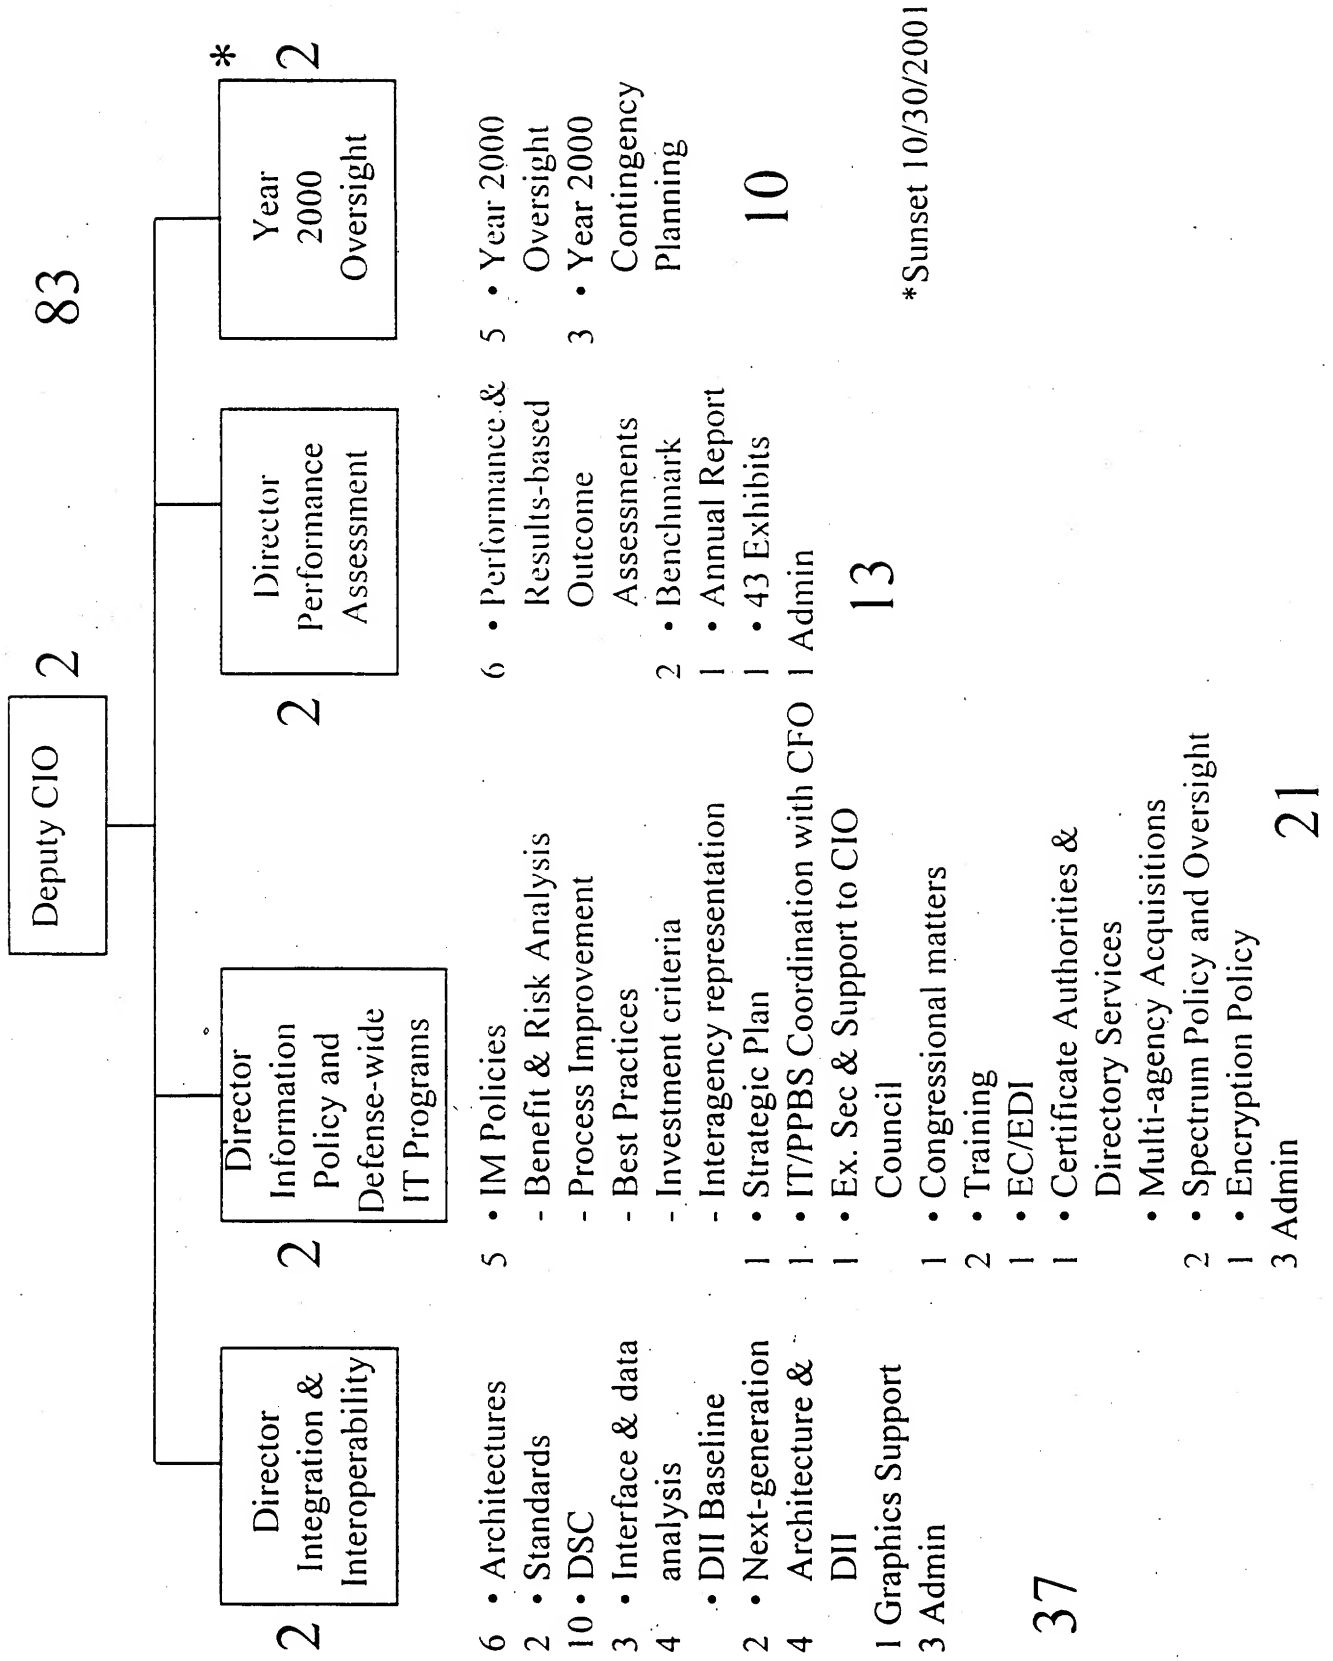 83
Deputy CIO
2
2
Director
Integration &
Interoperability
2
Director
Information
Policy and
Defense-wide
IT Programs
2
Director
Performance
Assessment
Year
2000
Oversight
*
2
6 • Architectures
2 • Standards
10 • DSC
3 • Interface & data
4 analysis
• DII Baseline
2 • Next-generation
4 Architecture &
DII
1 Graphics Support
3 Admin
37
5 • IM Policies
- Benefit & Risk Analysis
- Process Improvement
- Best Practices
- Investment criteria
- Interagency representation
1 • Strategic Plan
1 • IT/PPBS Coordination with CFO
1 • Ex. Sec & Support to CIO
Council
1 • Congressional matters
2 • Training
1 • EC/EDI
1 • Certificate Authorities &
Directory Services
• Multi-agency Acquisitions
2 • Spectrum Policy and Oversight
1 • Encryption Policy
3 Admin
21
6 • Performance &
Results-based
Outcome
Assessments
2 • Benchmark
1 • Annual Report
1 • 43 Exhibits
1 Admin
13
5 • Year 2000
Oversight
3 • Year 2000
Contingency
Planning
10
*Sunset 10/30/2001